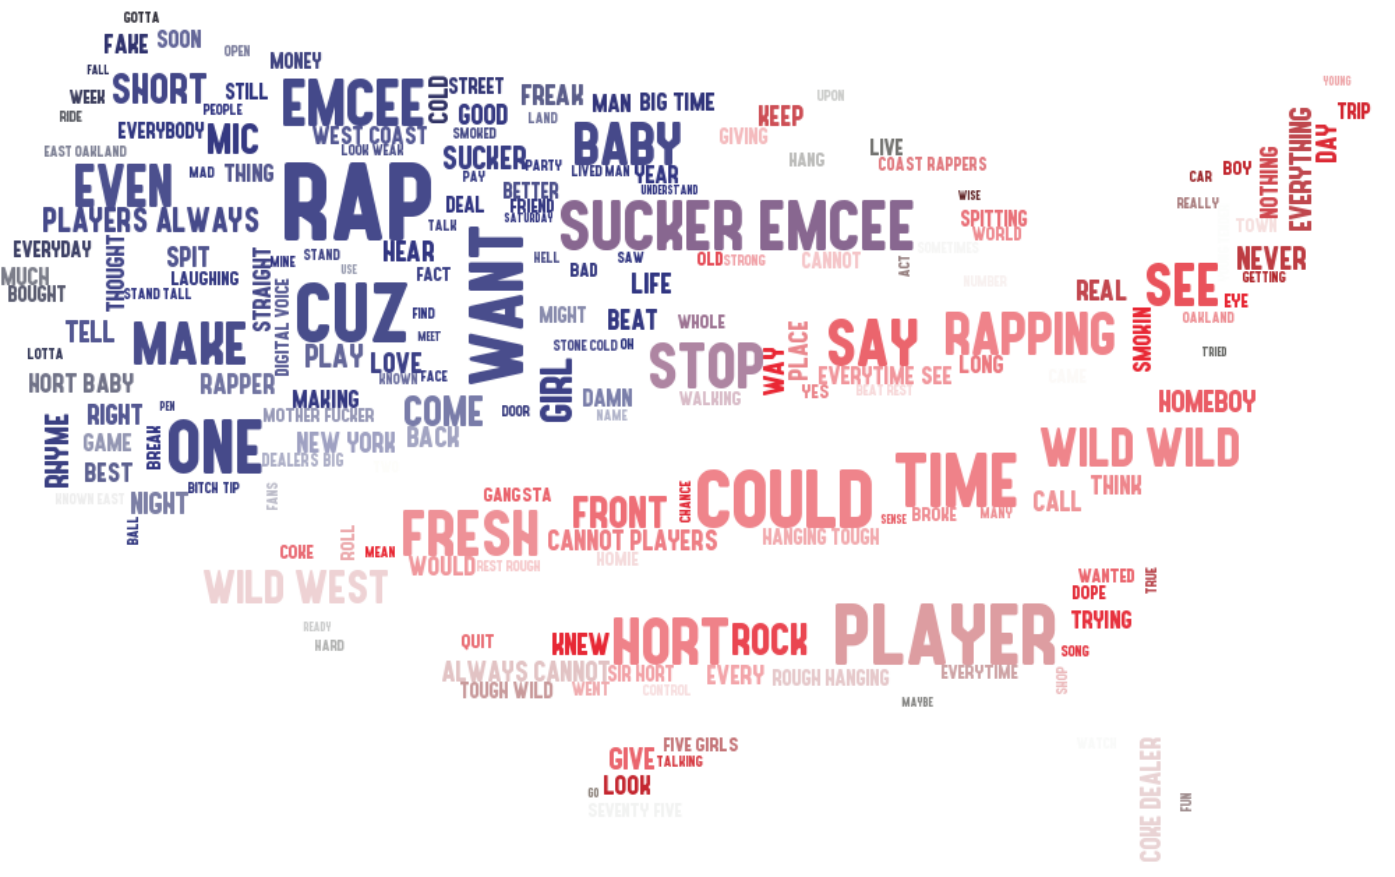 GOTTA
FAKE SOON
OPEN
MONEY
FALL
SHORT STILL EMCEE COLD STREET
WEEK
PEOPLE
RIDE
GOOD FREAK MAN BIG TIME
LAND
UPON
YOUNG
TRIP
KEEP
EVERYBODY MIC
WEST COAST
SMOKED
BABY
GIVING
EVERYTHING
DAY
EAST OAKLAND
LOOK WEAK
SUCKER PARTY
LIVE
HANG
COAST RAPPERS
NOTHING
EVEN MAD THING
RAP
PAY
LIVED MAN YEAR
BETTER
UNDERSTAND
CAR BOY
WISE
REALLY
DEAL FRIEND
SATURDAY
PLAYERS ALWAYS
TALK
SUCKER EMCEE
SPITTING
WORLD
TOWN
EVERYDAY
THOUGHT
SPIT
STRAIGHT
MINE STAND
HEAR
WANT
HELL
SAW
OLD STRONG
CANNOT
ACT
SOMETIMES
NEVER
MUCH
LAUGHING
USE
FACT
BAD
LIFE
NUMBER
SEE
GETTING
BOUGHT
STAND TALL
DIGITAL VOICE
CUZ
REAL
EYE
FIND
MIGHT
BEAT
WHOLE
SAY
RAPPING
SMOKIN
OAKLAND
TELL
MAKE
MEET
STONE COLD OH
PLACE
TRIED
LOTTA
PLAY
LOVE
STOP
WAY
LONG
HORT BABY
RAPPER
KNOWN FACE
GIRL
EVERYTIME SEE
CAME
MAKING
DAMN
WALKING
YES
BEAT REST
HOMEBOY
RHYME
RIGHT
PEN
MOTHER FUCKER
COME
DOOR
NAME
GAME
BREAK
ONE
NEW YORK
BACK
WILD WILD
BEST
DEALERS BIG
TIME
KNOWN EAST
NIGHT
BITCH TIP
FANS
GANGSTA
FRONT
CHANCE
COULD
THINK
CALL
BALL
SENSE
BROKE
MANY
COKE
ROLL
MEAN
FRESH
CANNOT PLAYERS
HANGING TOUGH
WOULD
REST ROUGH
HOMIE
WILD WEST
WANTED
TRUE
DOPE
READY
HARD
QUIT
KNEW
HORT
ROCK
PLAYER
TRYING
SONG
ALWAYS CANNOT
SIR HORT
EVERY
ROUGH HANGING
EVERYTIME
SHOP
TOUGH WILD
WENT
CONTROL
MAYBE
FIVE GIRLS
WATCH
GIVE
TALKING
COKE DEALER
GO LOOK
FUN
SEVENTY FIVE